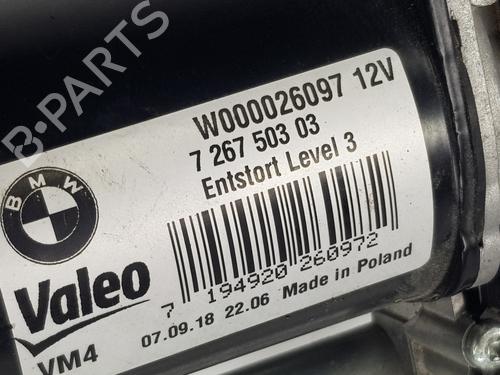 B-PARTS
W000026097 12V
7 267 503 03
Entstort Level 3
BMW
Valeo
7 194920 260972
VM4
07.09.18 22.06 Made in Poland